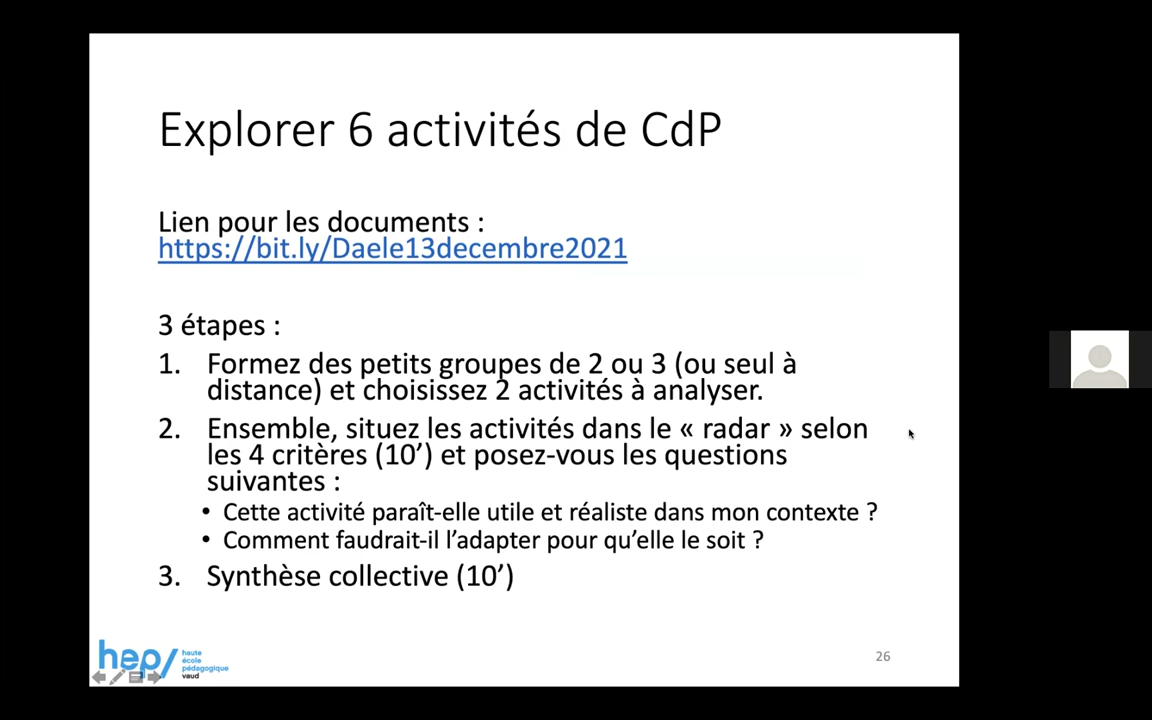 Explorer 6 activités de CdP
Lien pour les documents :
https://bit.ly/Daele13decembre2021
3 étapes :
1. Formez des petits groupes de 2 ou 3 (ou seul à
distance) et choisissez 2 activités à analyser.
2. Ensemble, situez les activités dans le « radar » selon
les 4 critères (10’) et posez-vous les questions
suivantes :
• Cette activité paraît-elle utile et réaliste dans mon contexte ?
• Comment faudrait-il l’adapter pour qu’elle le soit ?
3. Synthèse collective (10’)
hep/
haute
école
pédagogique
vaud
26